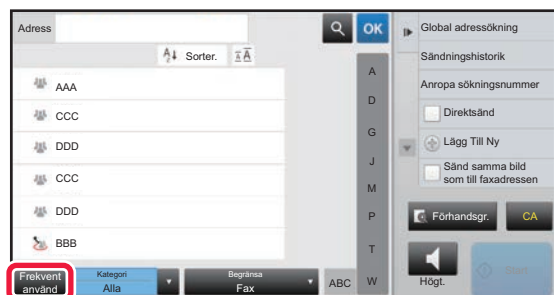 Adress
OK
Sorter.
AAA
CCC
DDD
CCC
DDD
BBB
A
D
G
J
M
P
T
W
Frekvent
använd
Kategori
Alla
Begränsa
Fax
ABC
Global adressökning
Sändningshistorik
Anropa sökningsnummer
Direktsänd
Lägg Till Ny
Sänd samma bild
som till faxadressen
Förhandsgr.
CA
Högt.
Start